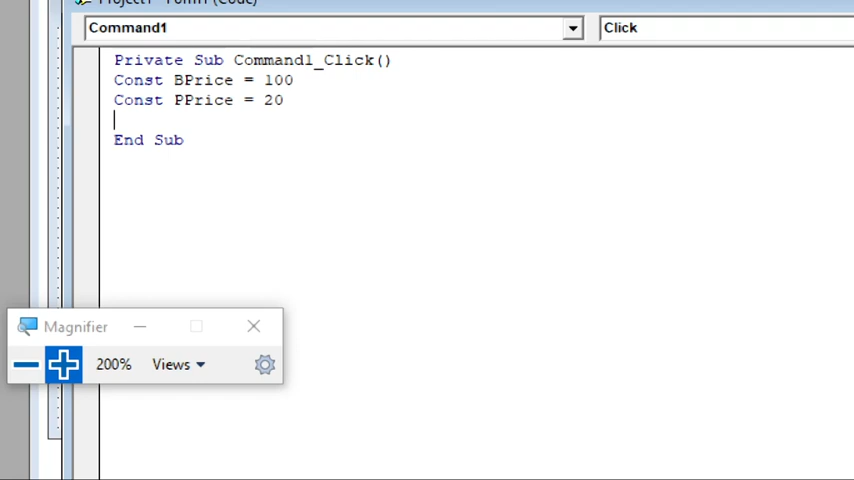 Project1 - Form1 (Code)
Command1
Click
Private Sub Command1_Click()
Const BPrice = 100
Const PPrice = 20
End Sub
Magnifier
200%
Views